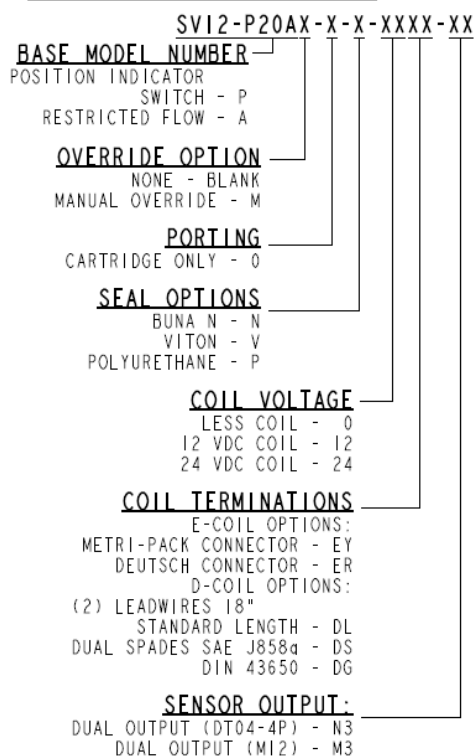 SV12-P20AX-X-X-XXXX-XX
BASE MODEL NUMBER
POSITION INDICATOR
SWITCH - P
RESTRICTED FLOW - A
OVERRIDE OPTION
NONE - BLANK
MANUAL OVERRIDE - M
PORTING
CARTRIDGE ONLY - 0
SEAL OPTIONS
BUNA N - N
VITON - V
POLYURETHANE - P
COIL VOLTAGE
LESS COIL - 0
12 VDC COIL - 12
24 VDC COIL - 24
COIL TERMINATIONS
E-COIL OPTIONS:
METRI-PACK CONNECTOR - EY
DEUTSCH CONNECTOR - ER
D-COIL OPTIONS:
(2) LEADWIRES 18"
STANDARD LENGTH - DL
DUAL SPADES SAE J858a - DS
DIN 43650 - DG
SENSOR OUTPUT:
DUAL OUTPUT (DT04-4P) - N3
DUAL OUTPUT (M12) - M3